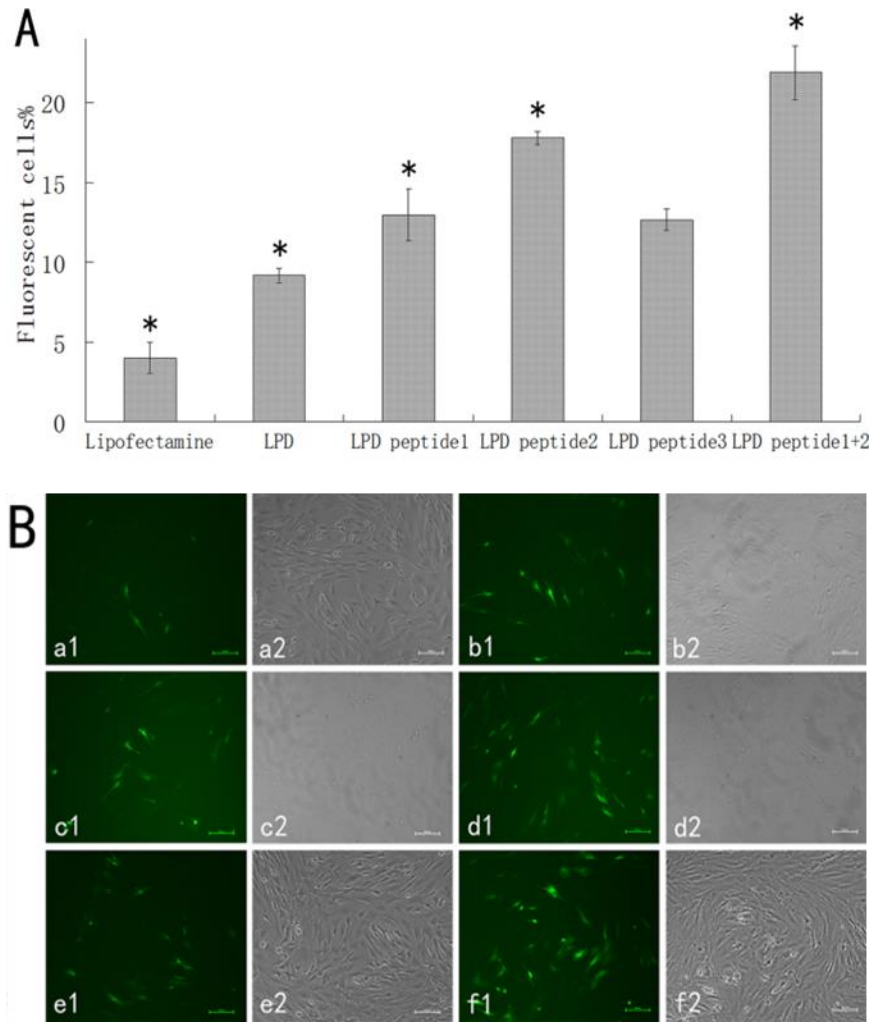 A
Fluorescent cells%
20
15
10
5
0
*
*
*
*
*
Lipofectamine LPD LPD peptide1 LPD peptide2 LPD peptide3 LPD peptide1+2
B
a1 a2 b1 b2
c1 c2 d1 d2
e1 e2 f1 f2